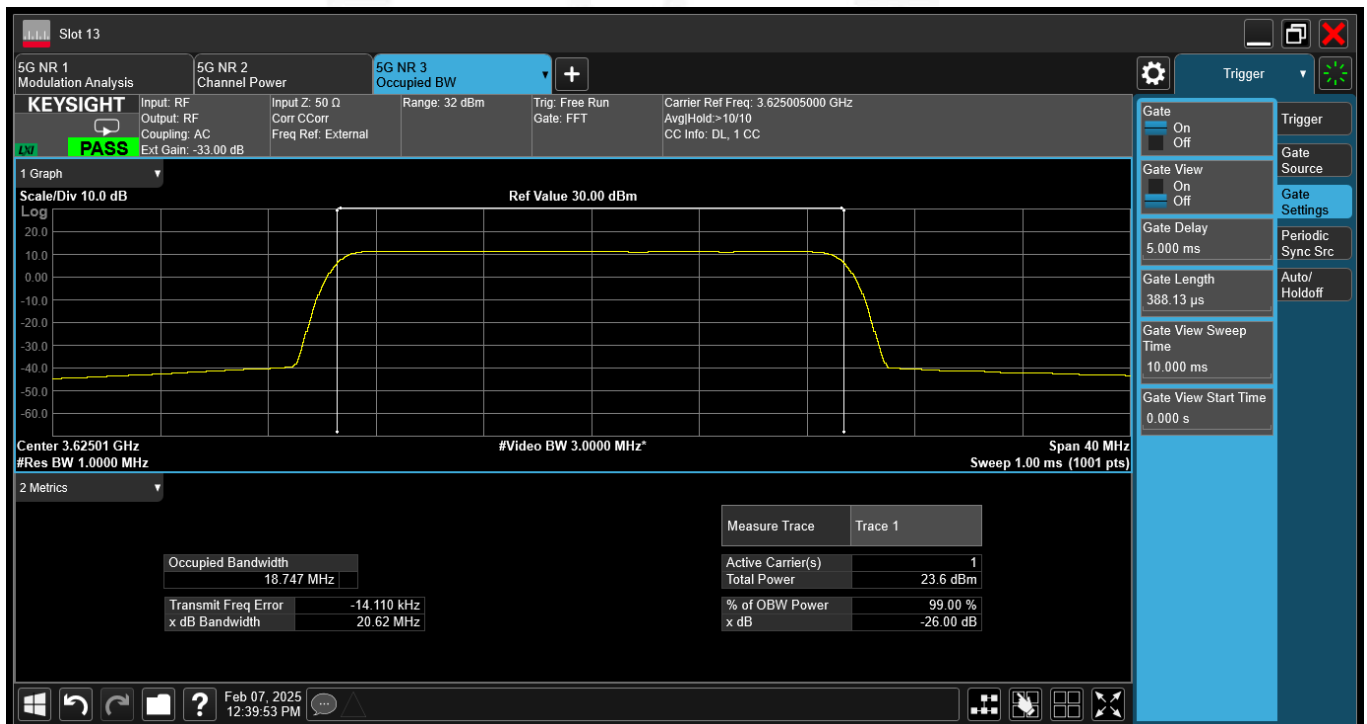 Slot 13
5G NR 1
Modulation Analysis
5G NR 2
Channel Power
5G NR 3
Occupied BW
Trigger
KEYSIGHT
LXI
PASS
Input: RF
Output: RF
Coupling: AC
Ext Gain: -33.00 dB
Input Z: 50 Ω
Corr CCorr
Freq Ref: External
Range: 32 dBm
Trig: Free Run
Gate: FFT
Carrier Ref Freq: 3.625005000 GHz
Avg|Hold:>10/10
CC Info: DL, 1 CC
1 Graph
Scale/Div 10.0 dB
Ref Value 30.00 dBm
Log
20.0
10.0
0.00
-10.0
-20.0
-30.0
-40.0
-50.0
-60.0
Center 3.62501 GHz
#Video BW 3.0000 MHz*
Span 40 MHz
#Res BW 1.0000 MHz
Sweep 1.00 ms (1001 pts)
2 Metrics
Measure Trace
Trace 1
Occupied Bandwidth
18.747 MHz
Active Carrier(s)
1
Total Power
23.6 dBm
Transmit Freq Error
-14.110 kHz
x dB Bandwidth
20.62 MHz
% of OBW Power
99.00 %
x dB
-26.00 dB
Gate
On
Off
Gate View
On
Off
Gate Delay
5.000 ms
Gate Length
388.13 µs
Gate View Sweep
Time
10.000 ms
Gate View Start Time
0.000 s
Trigger
Gate
Source
Gate
Settings
Periodic
Sync Src
Auto/
Holdoff
?
Feb 07, 2025
12:39:53 PM